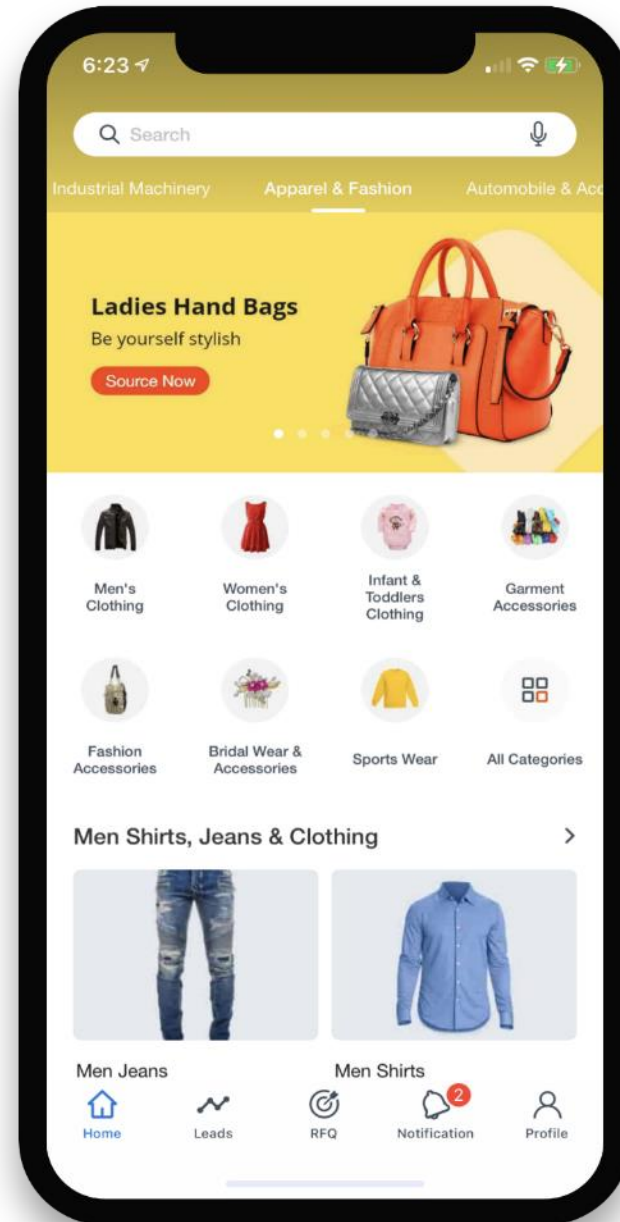 6:23
Search
Industrial Machinery
Apparel & Fashion
Automobile & Acc
Ladies Hand Bags
Be yourself stylish
Source Now
Men's
Clothing
Women's
Clothing
Infant &
Toddlers
Clothing
Garment
Accessories
Fashion
Accessories
Bridal Wear &
Accessories
Sports Wear
All Categories
Men Shirts, Jeans & Clothing
Men Jeans
Men Shirts
2
Home
Leads
RFQ
Notification
Profile